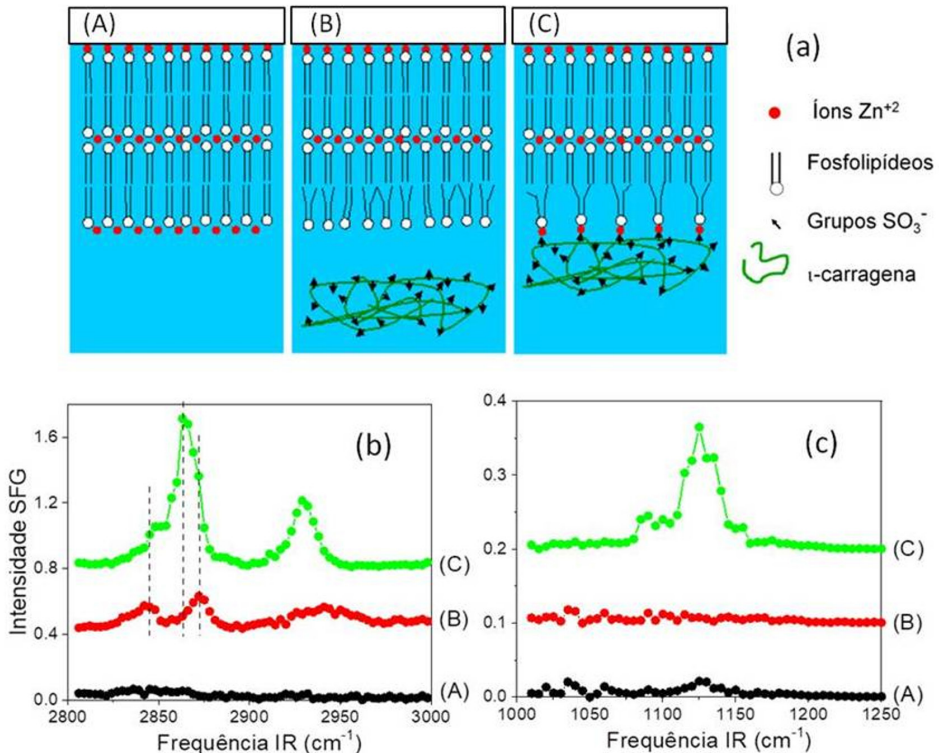 (A) (B) (C)
(a)
Íons Zn+2
Fosfolipídeos
Grupos SO3-
ι-carragena
Intensidade SFG
1.6
1.2
0.8
0.4
0.0
(b)
(C)
(B)
(A)
2800 2850 2900 2950 3000
Frequência IR (cm-1)
0.4
0.3
0.2
0.1
0.0
(c)
(C)
(B)
(A)
1000 1050 1100 1150 1200 1250
Frequência IR (cm-1)